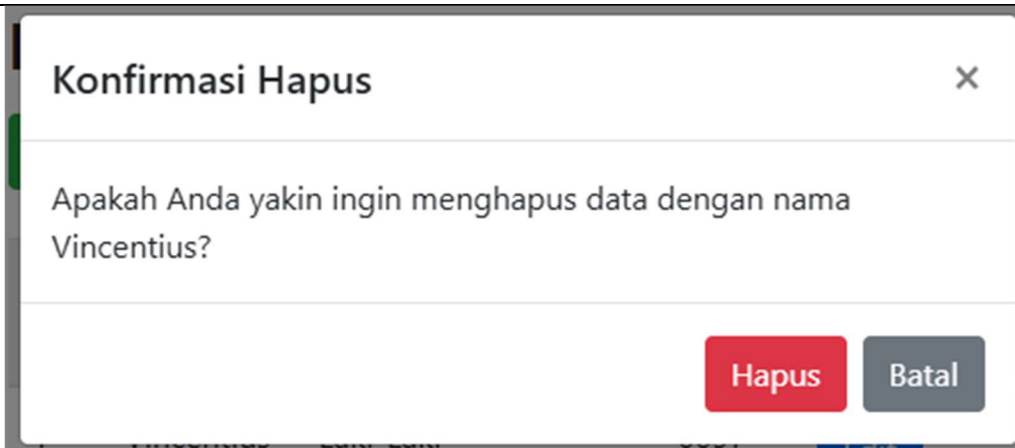 Konfirmasi Hapus ×
Apakah Anda yakin ingin menghapus data dengan nama
Vincentius?
Hapus Batal